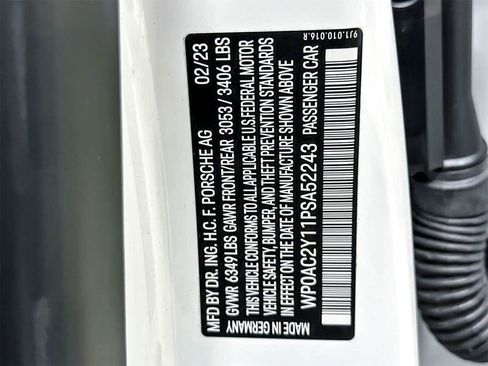 9J1.010.016.R
MFD BY DR. ING. H.C. F. PORSCHE AG 02/23
GVWR 6349 LBS GAWR FRONT/REAR 3053 / 3406 LBS
THIS VEHICLE CONFORMS TO ALL APPLICABLE U.S. FEDERAL MOTOR
VEHICLE SAFETY, BUMPER, AND THEFT PREVENTION STANDARDS
IN EFFECT ON THE DATE OF MANUFACTURE SHOWN ABOVE
WP0AC2Y11PSA52243 PASSENGER CAR
MADE IN GERMANY